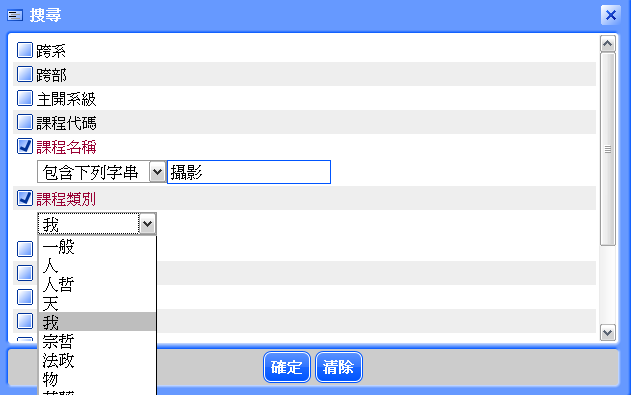 搜尋
跨系
跨部
主開系級
課程代碼
課程名稱
包含下列字串 攝影
課程類別
我
一般
人
人哲
天
我
宗哲
法政
物
確定 清除